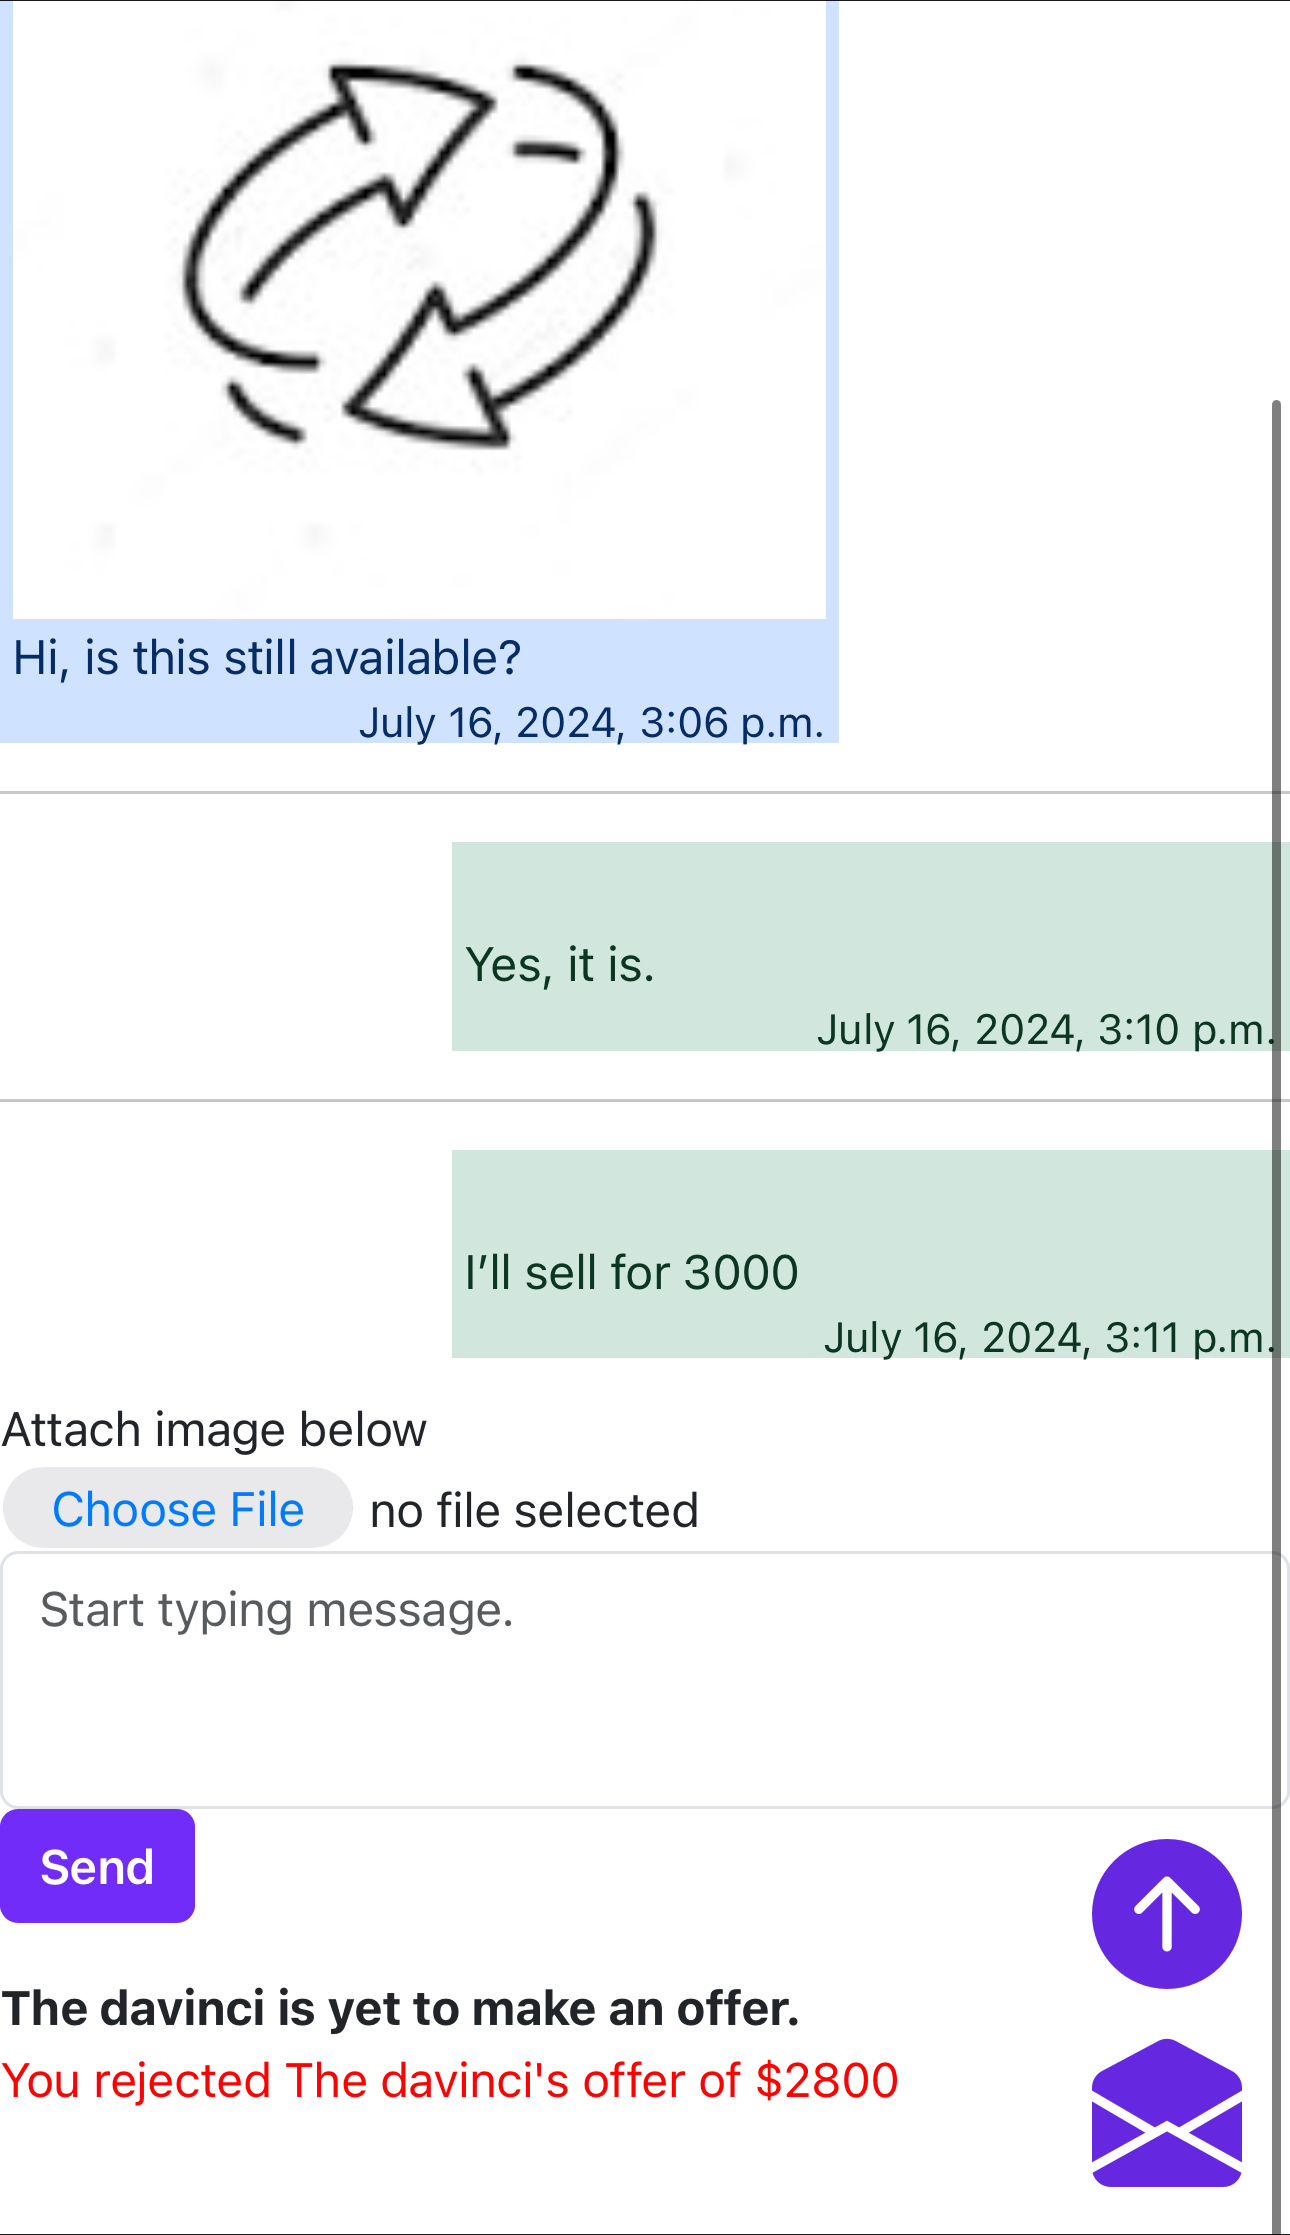 Hi, is this still available?
July 16, 2024, 3:06 p.m.
Yes, it is.
July 16, 2024, 3:10 p.m.
I’ll sell for 3000
July 16, 2024, 3:11 p.m.
Attach image below
Choose File no file selected
Start typing message.
Send
The davinci is yet to make an offer.
You rejected The davinci's offer of $2800